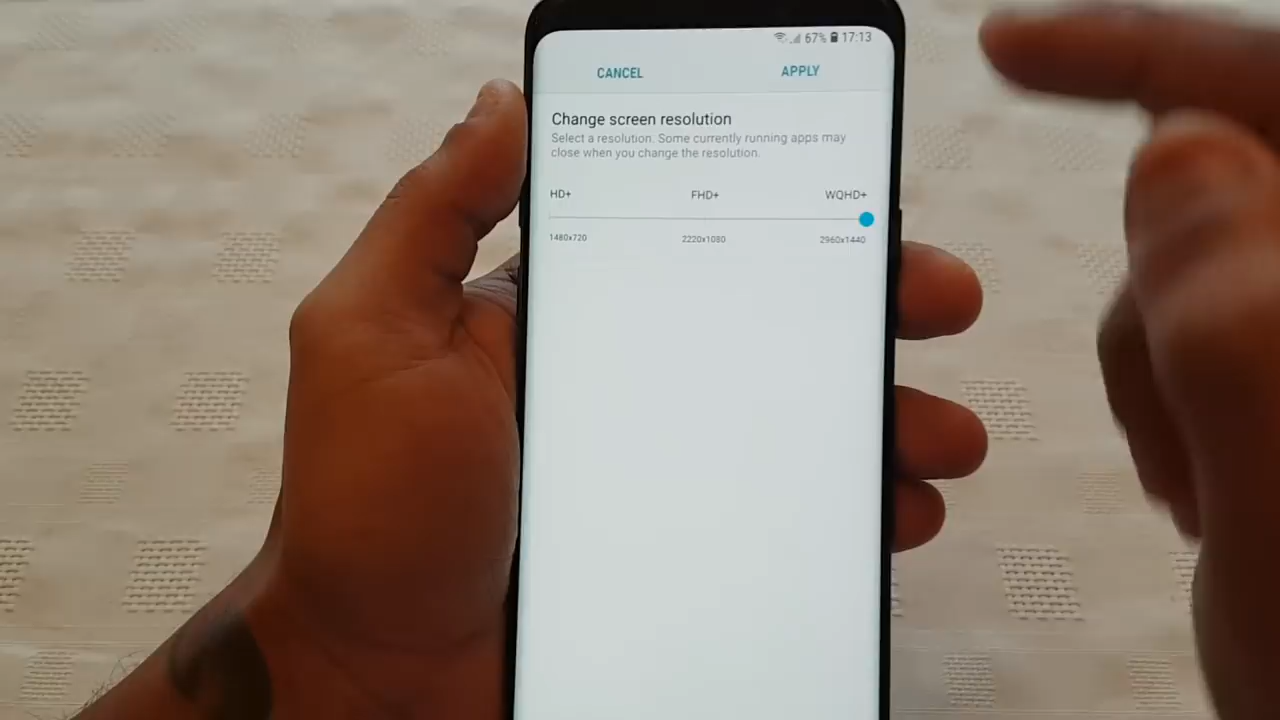 67% 17:13
CANCEL APPLY
Change screen resolution
Select a resolution. Some currently running apps may
close when you change the resolution.
HD+ FHD+ WQHD+
1480x720 2220x1080 2960x1440